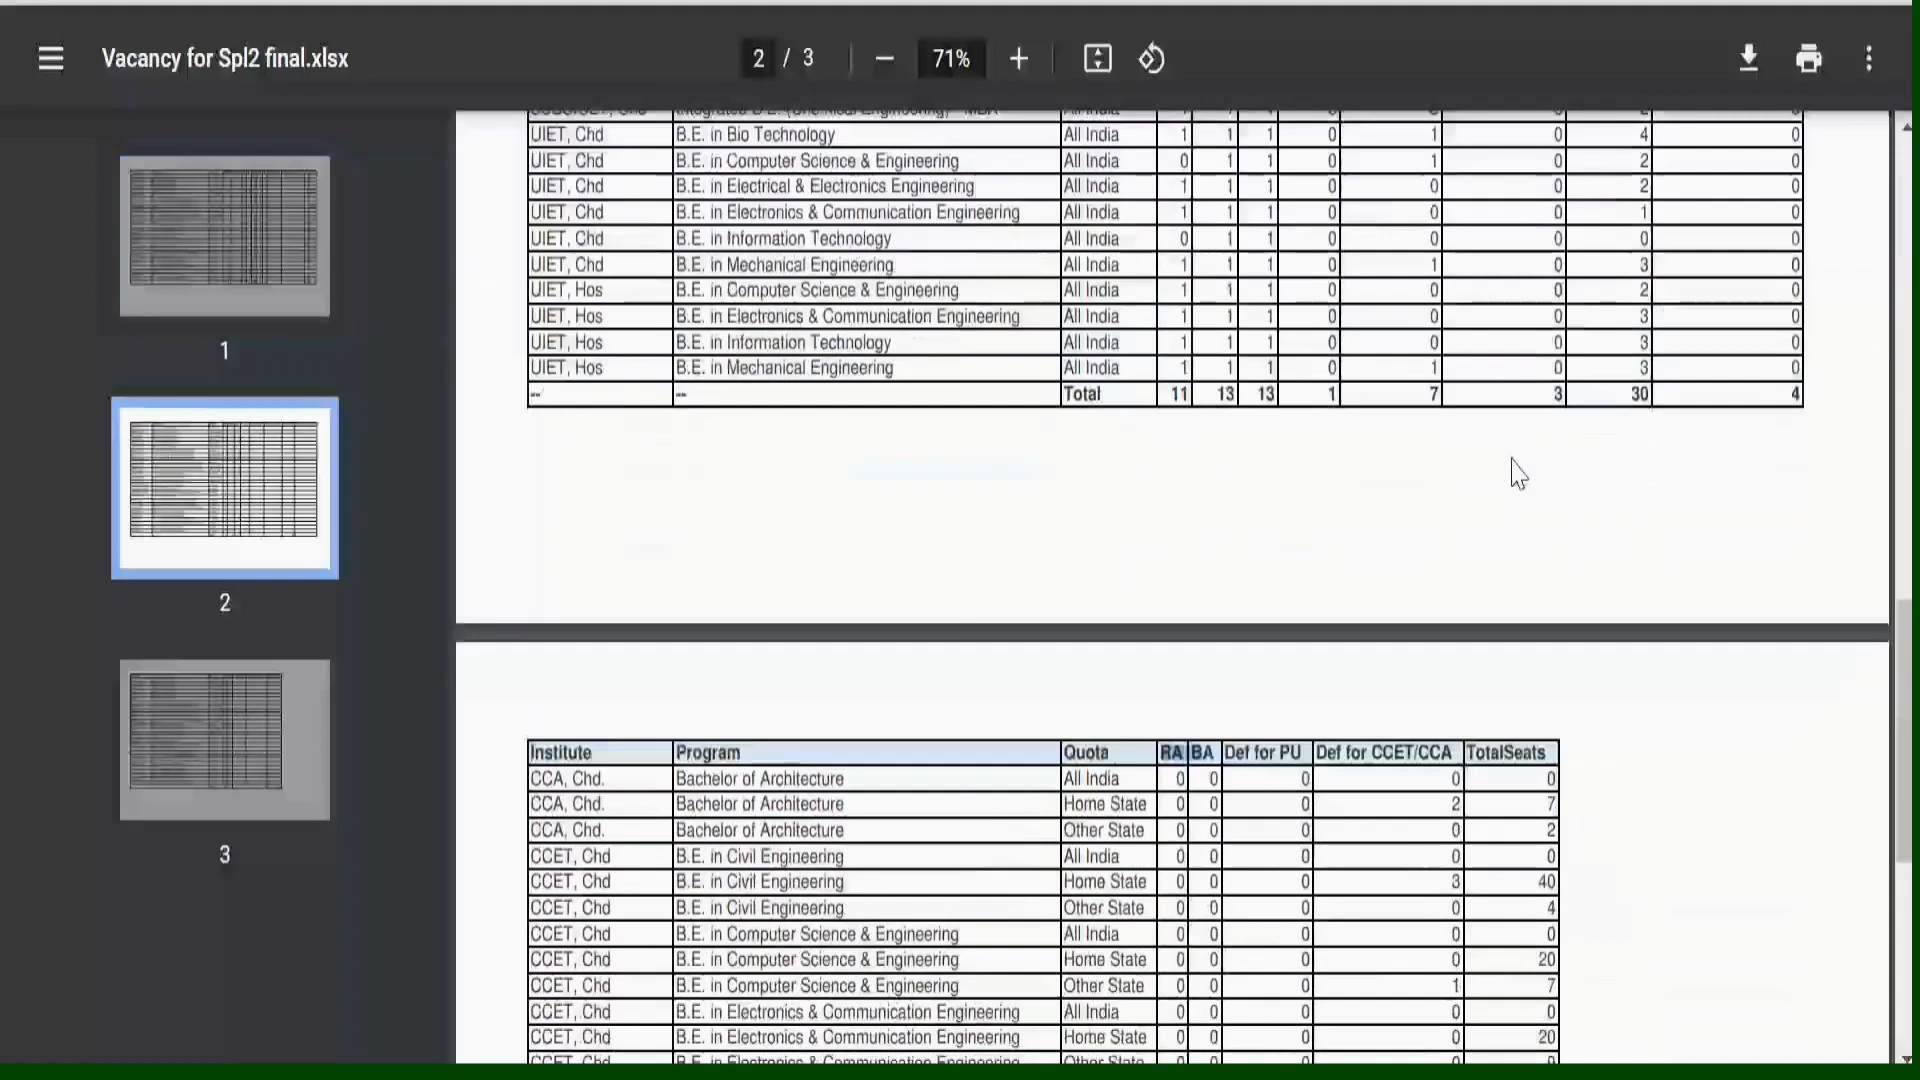 Vacancy for Spl2 final.xlsx 2 / 3 71%
UIET, Chd B.E. in Bio Technology All India 1 1 1 0 1 0 4 0
UIET, Chd B.E. in Computer Science & Engineering All India 0 1 1 0 1 0 2 0
UIET, Chd B.E. in Electrical & Electronics Engineering All India 1 1 1 0 0 0 2 0
UIET, Chd B.E. in Electronics & Communication Engineering All India 1 1 1 0 0 0 1 0
UIET, Chd B.E. in Information Technology All India 0 1 1 0 0 0 0 0
UIET, Chd B.E. in Mechanical Engineering All India 1 1 1 0 1 0 3 0
UIET, Hos B.E. in Computer Science & Engineering All India 1 1 1 0 0 0 2 0
UIET, Hos B.E. in Electronics & Communication Engineering All India 1 1 1 0 0 0 3 0
UIET, Hos B.E. in Information Technology All India 1 1 1 0 0 0 3 0
UIET, Hos B.E. in Mechanical Engineering All India 1 1 1 0 1 0 3 0
-- -- Total 11 13 13 1 7 3 30 4
Institute Program Quota RA BA Def for PU Def for CCET/CCA TotalSeats
CCA, Chd. Bachelor of Architecture All India 0 0 0 0 0
CCA, Chd. Bachelor of Architecture Home State 0 0 0 2 7
CCA, Chd. Bachelor of Architecture Other State 0 0 0 0 2
CCET, Chd B.E. in Civil Engineering All India 0 0 0 0 0
CCET, Chd B.E. in Civil Engineering Home State 0 0 0 3 40
CCET, Chd B.E. in Civil Engineering Other State 0 0 0 0 4
CCET, Chd B.E. in Computer Science & Engineering All India 0 0 0 0 0
CCET, Chd B.E. in Computer Science & Engineering Home State 0 0 0 0 20
CCET, Chd B.E. in Computer Science & Engineering Other State 0 0 0 1 7
CCET, Chd B.E. in Electronics & Communication Engineering All India 0 0 0 0 0
CCET, Chd B.E. in Electronics & Communication Engineering Home State 0 0 0 0 20
1
2
3